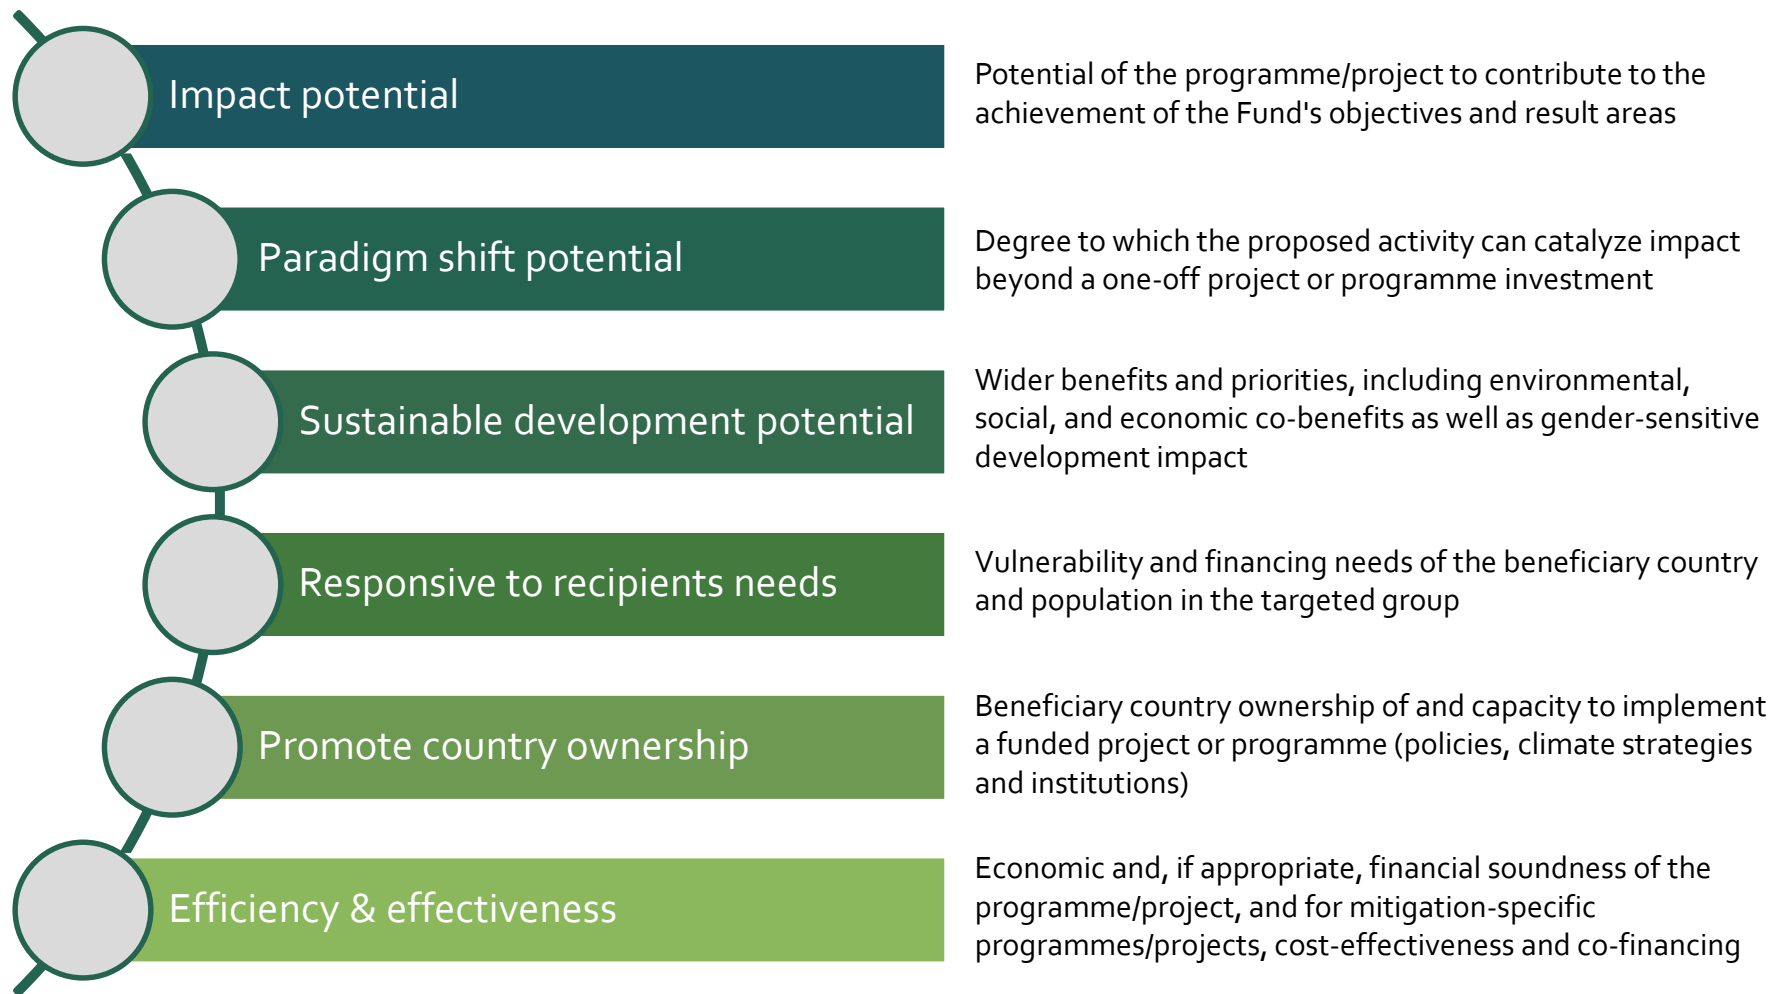 Impact potential
Potential of the programme/project to contribute to the
achievement of the Fund's objectives and result areas
Paradigm shift potential
Degree to which the proposed activity can catalyze impact
beyond a one-off project or programme investment
Sustainable development potential
Wider benefits and priorities, including environmental,
social, and economic co-benefits as well as gender-sensitive
development impact
Responsive to recipients needs
Vulnerability and financing needs of the beneficiary country
and population in the targeted group
Promote country ownership
Beneficiary country ownership of and capacity to implement
a funded project or programme (policies, climate strategies
and institutions)
Efficiency & effectiveness
Economic and, if appropriate, financial soundness of the
programme/project, and for mitigation-specific
programmes/projects, cost-effectiveness and co-financing